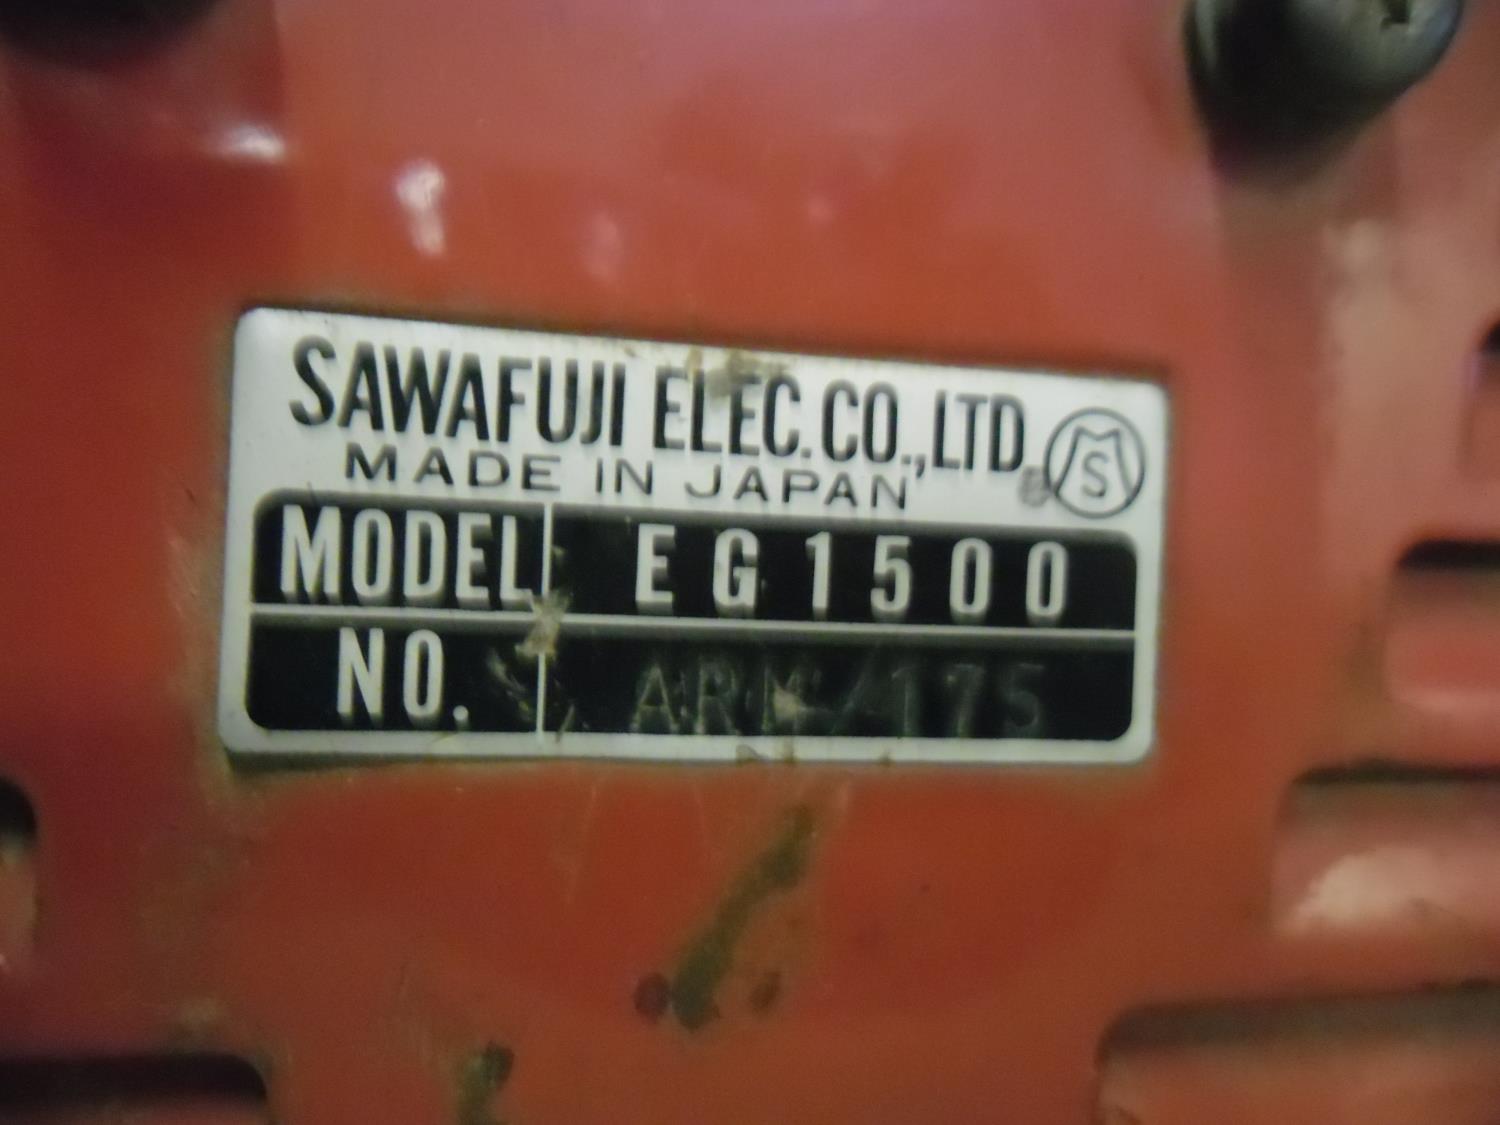 SAWAFUJI ELEC. CO., LTD.
MADE IN JAPAN
S
MODEL EG1500
NO.